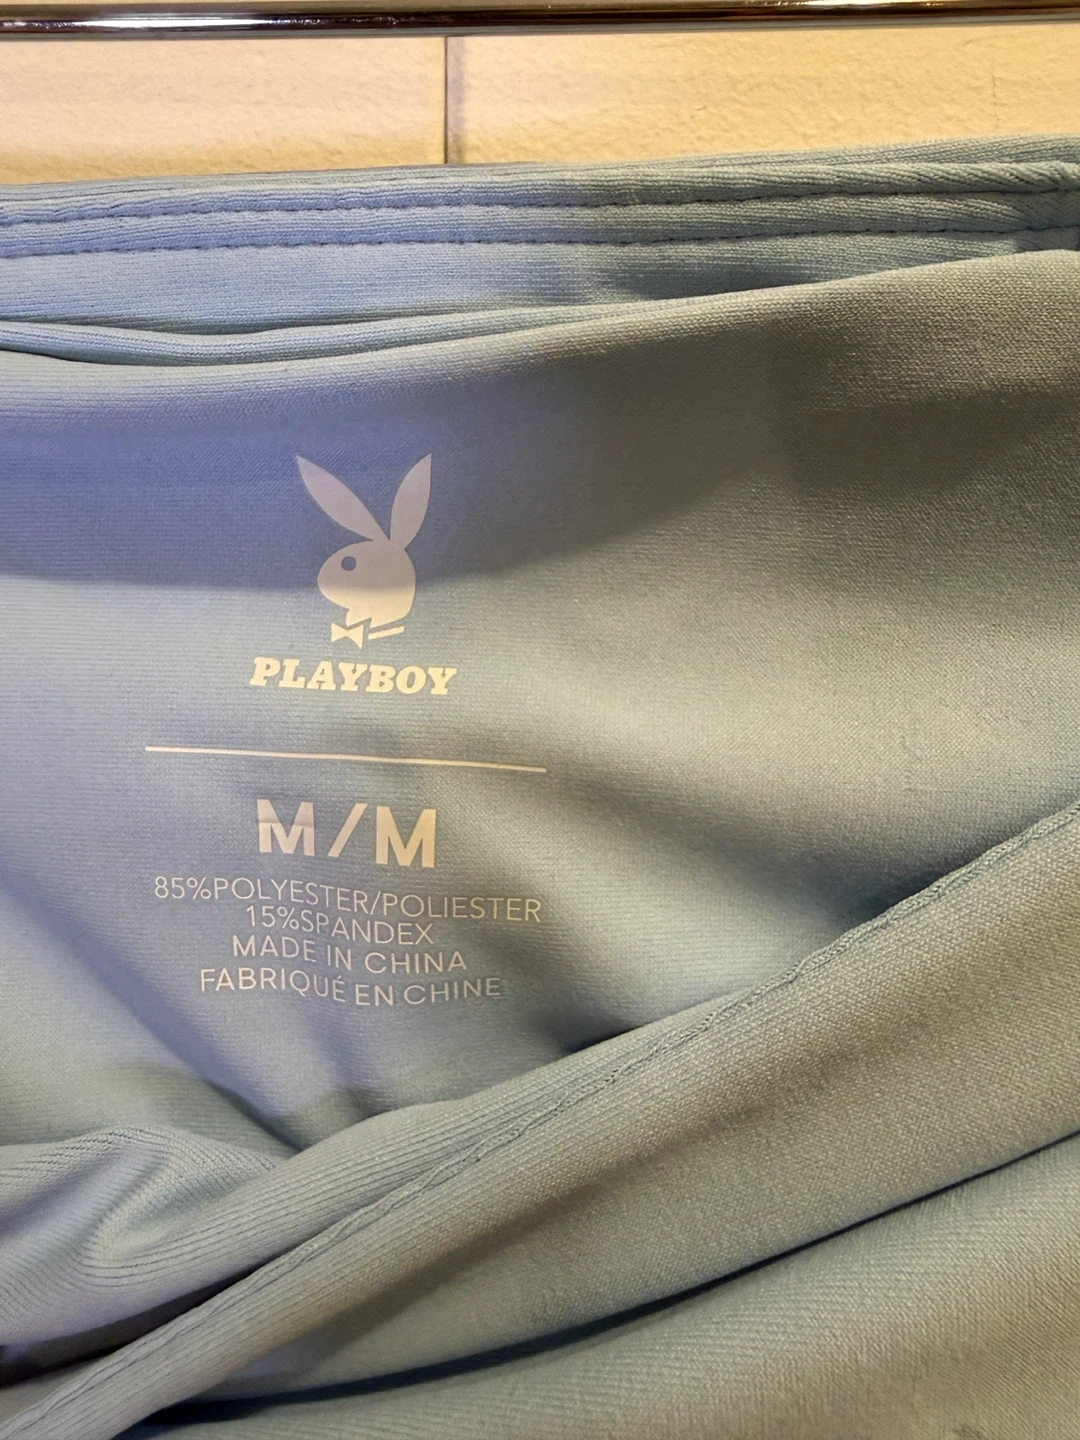 PLAYBOY
M/M
85%POLYESTER/POLIESTER
15%SPANDEX
MADE IN CHINA
FABRIQUÉ EN CHINE